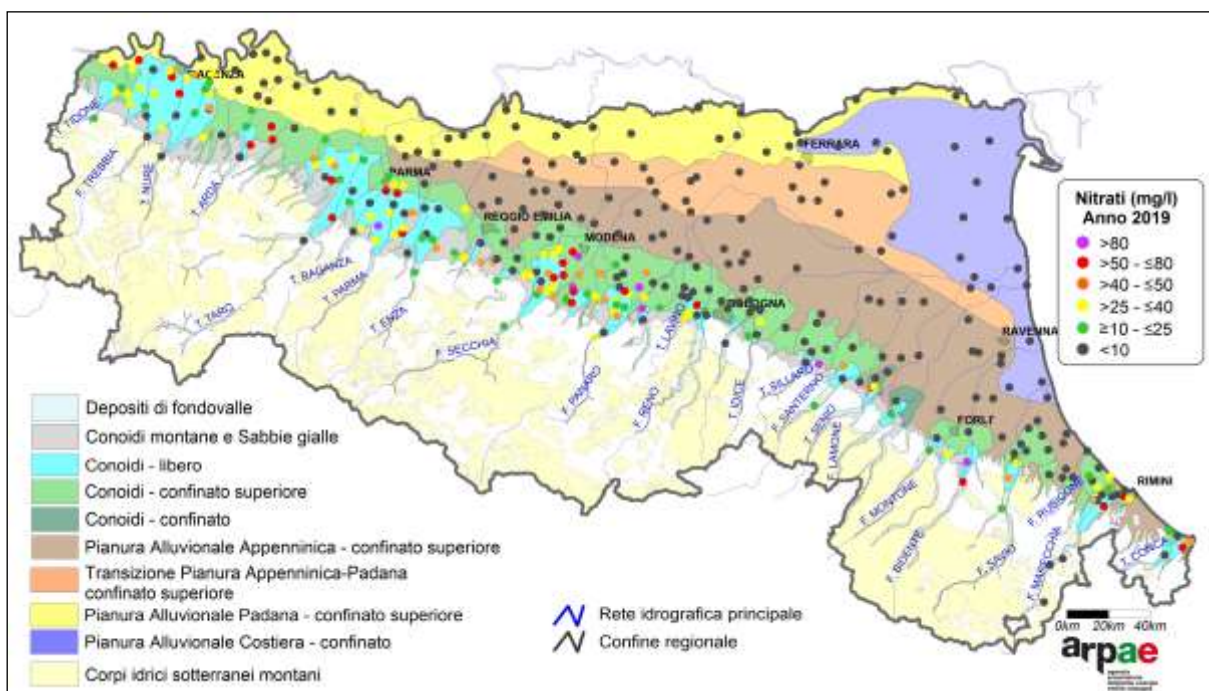 PIACENZA
T. TIDONE
F. TREBBIA
T. NURE
T. ARDA
PARMA
T. BAGANZA
T. PARMA
T. TARO
T. ENZA
REGGIO EMILIA
MODENA
F. SECCHIA
F. PANARO
F. RENO
T. LAVINO
BOLOGNA
T. IDICE
T. SILLARO
F. SANTERNO
T. SENIO
F. LAMONE
FERRARA
RAVENNA
FORLI'
F. MONTONE
F. BIDENTE
F. SAVIO
F. RUBICONE
F. MARECCHIA
RIMINI
T. CONCA
Nitrati (mg/l)
Anno 2019
>80
>50 - ≤80
>40 - ≤50
>25 - ≤40
≥10 - ≤25
<10
Depositi di fondovalle
Conoidi montane e Sabbie gialle
Conoidi - libero
Conoidi - confinato superiore
Conoidi - confinato
Pianura Alluvionale Appenninica - confinato superiore
Transizione Pianura Appenninica-Padana
confinato superiore
Pianura Alluvionale Padana - confinato superiore
Pianura Alluvionale Costiera - confinato
Corpi idrici sotterranei montani
Rete idrografica principale
Confine regionale
0km 20km 40km
arpae